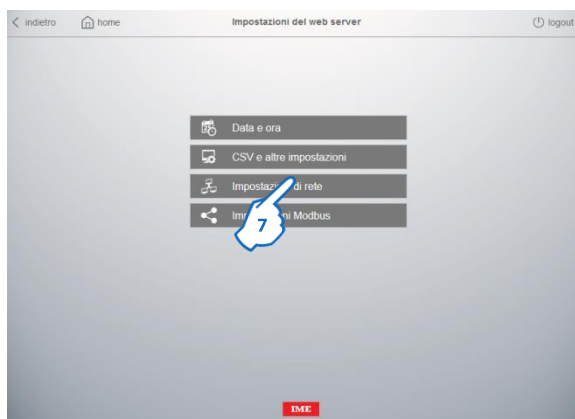 indietro
home
Impostazioni del web server
logout
Data e ora
CSV e altre impostazioni
di rete
Modbus
7
IME